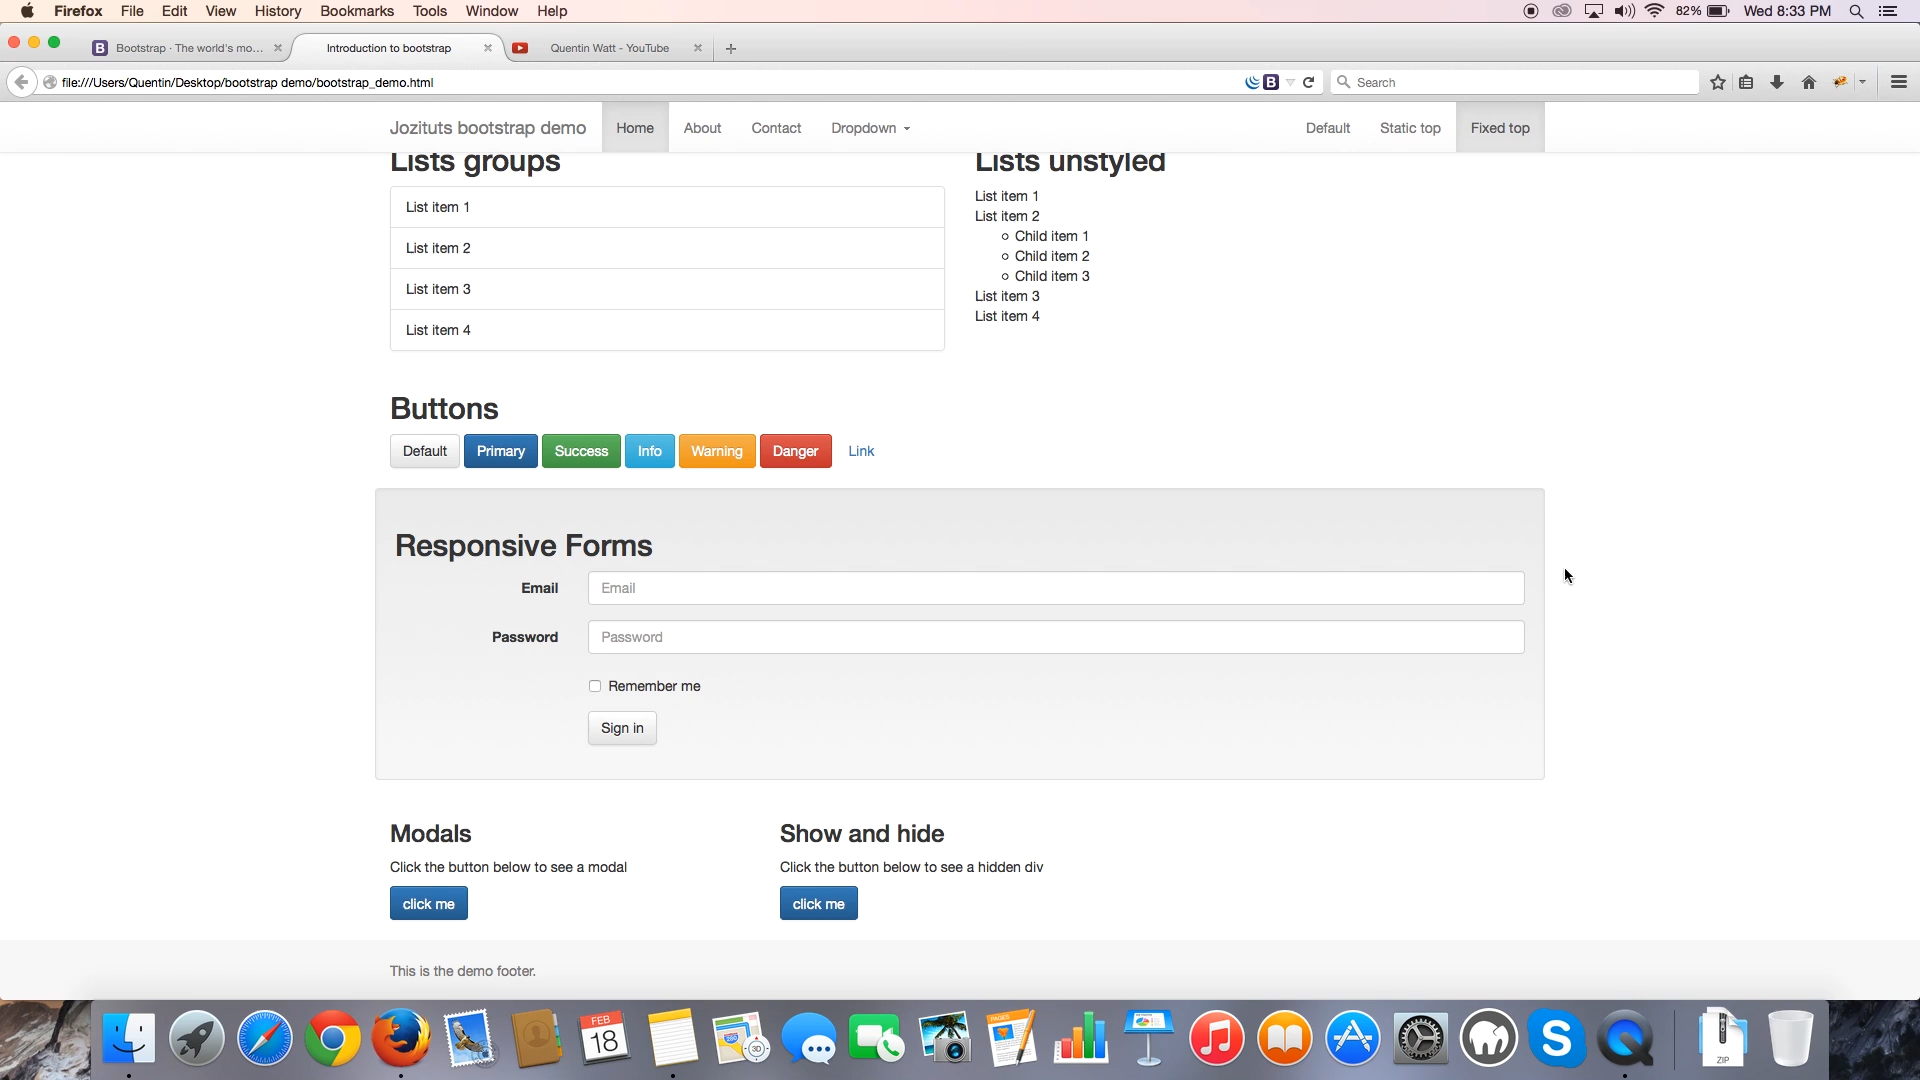 Firefox File Edit View History Bookmarks Tools Window Help 82% Wed 8:33 PM
B Bootstrap · The world's mo... Introduction to bootstrap Quentin Watt - YouTube
file:///Users/Quentin/Desktop/bootstrap demo/bootstrap_demo.html B Search
Jozituts bootstrap demo Home About Contact Dropdown Default Static top Fixed top
Lists groups
List item 1
List item 2
List item 3
List item 4
Lists unstyled
List item 1
List item 2
Child item 1
Child item 2
Child item 3
List item 3
List item 4
Buttons
Default Primary Success Info Warning Danger Link
Responsive Forms
Email Email
Password Password
Remember me
Sign in
Modals
Click the button below to see a modal
click me
Show and hide
Click the button below to see a hidden div
click me
This is the demo footer.
FEB
18
280
3D
PAGES
S
ZIP